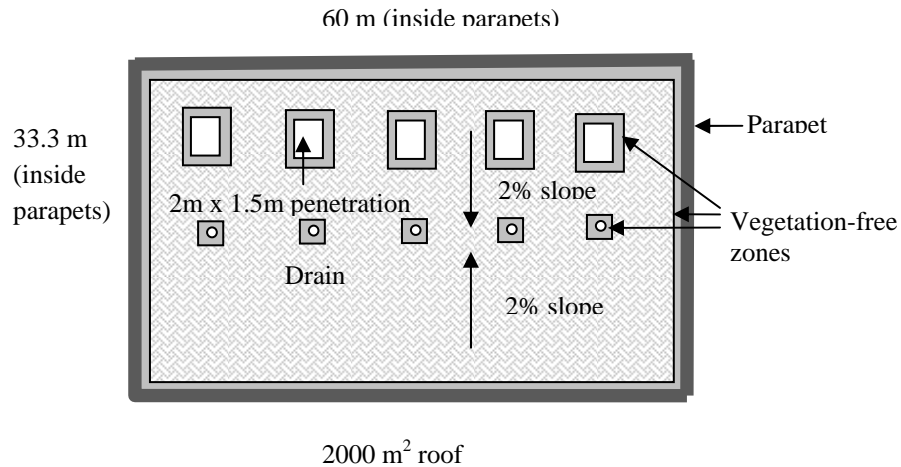 60 m (inside parapets)
33.3 m
(inside
parapets)
Parapet
2% slope
2m x 1.5m penetration
Vegetation-free
zones
Drain
2% slope
2000 m² roof